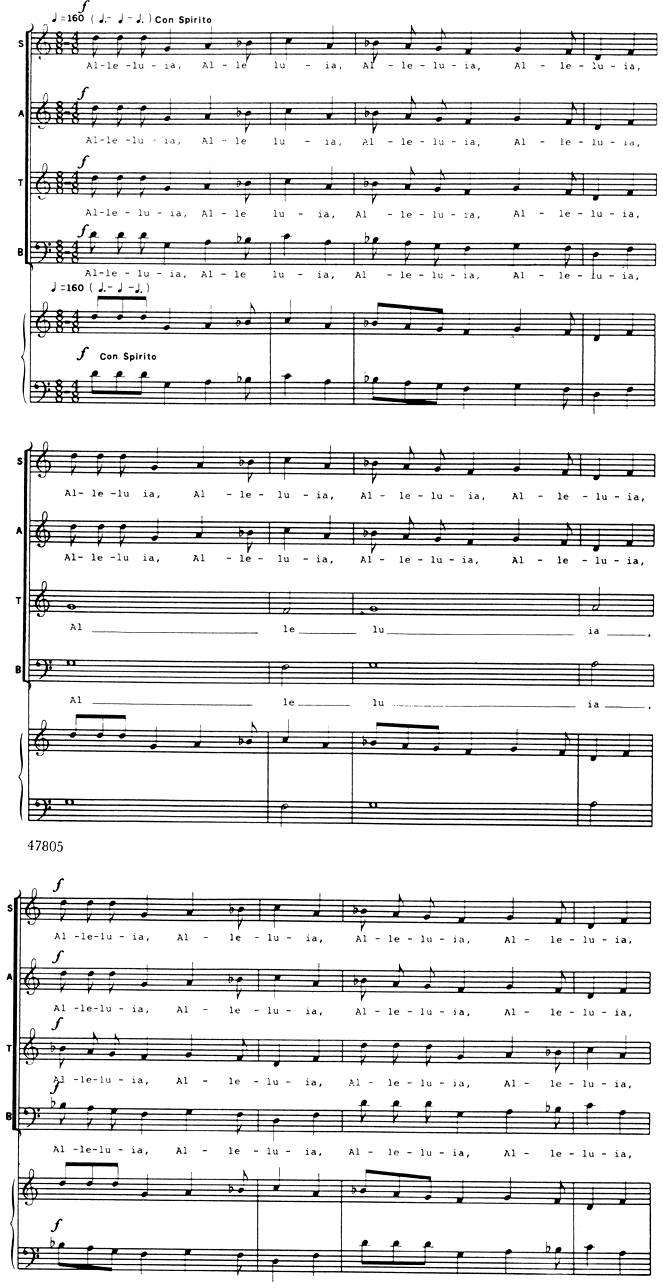 f
♩=160 (♩.= ♩ =♩.) Con Spirito
S
Al-le-lu - ia, Al - le lu - ia, Al - le - lu - ia, Al - le - lu - ia,
f
A
Al-le-lu - ia, Al - le lu - ia, Al - le - lu - ia, Al - le - lu - ia,
f
T
Al-le-lu - ia, Al - le lu - ia, Al - le - lu - ia, Al - le - lu - ia,
f
B
Al-le-lu - ia, Al - le lu - ia, Al - le - lu - ia, Al - le - lu - ia,
♩=160 (♩.= ♩ =♩.)
f Con Spirito
S
Al-le-lu ia, Al - le - lu - ia, Al - le - lu - ia, Al - le - lu - ia,
A
Al-le-lu ia, Al - le - lu - ia, Al - le - lu - ia, Al - le - lu - ia,
T
Al le lu ia,
B
Al le lu ia,
47805
f
S
Al-le-lu - ia, Al - le - lu - ia, Al - le - lu - ia, Al - le - lu - ia,
f
A
Al-le-lu - ia, Al - le - lu - ia, Al - le - lu - ia, Al - le - lu - ia,
f
T
Al-le-lu - ia, Al - le - lu - ia, Al - le - lu - ia, Al - le - lu - ia,
f
B
Al-le-lu - ia, Al - le - lu - ia, Al - le - lu - ia, Al - le - lu - ia,
f